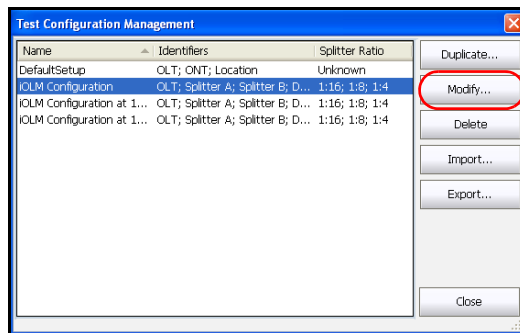 Test Configuration Management
Name Identifiers Splitter Ratio
DefaultSetup OLT; ONT; Location Unknown
iOLM Configuration OLT; Splitter A; Splitter B; D... 1:16; 1:8; 1:4
iOLM Configuration at 1... OLT; Splitter A; Splitter B; D... 1:16; 1:8; 1:4
iOLM Configuration at 1... OLT; Splitter A; Splitter B; D... 1:16; 1:8; 1:4
Duplicate...
Modify...
Delete
Import...
Export...
Close